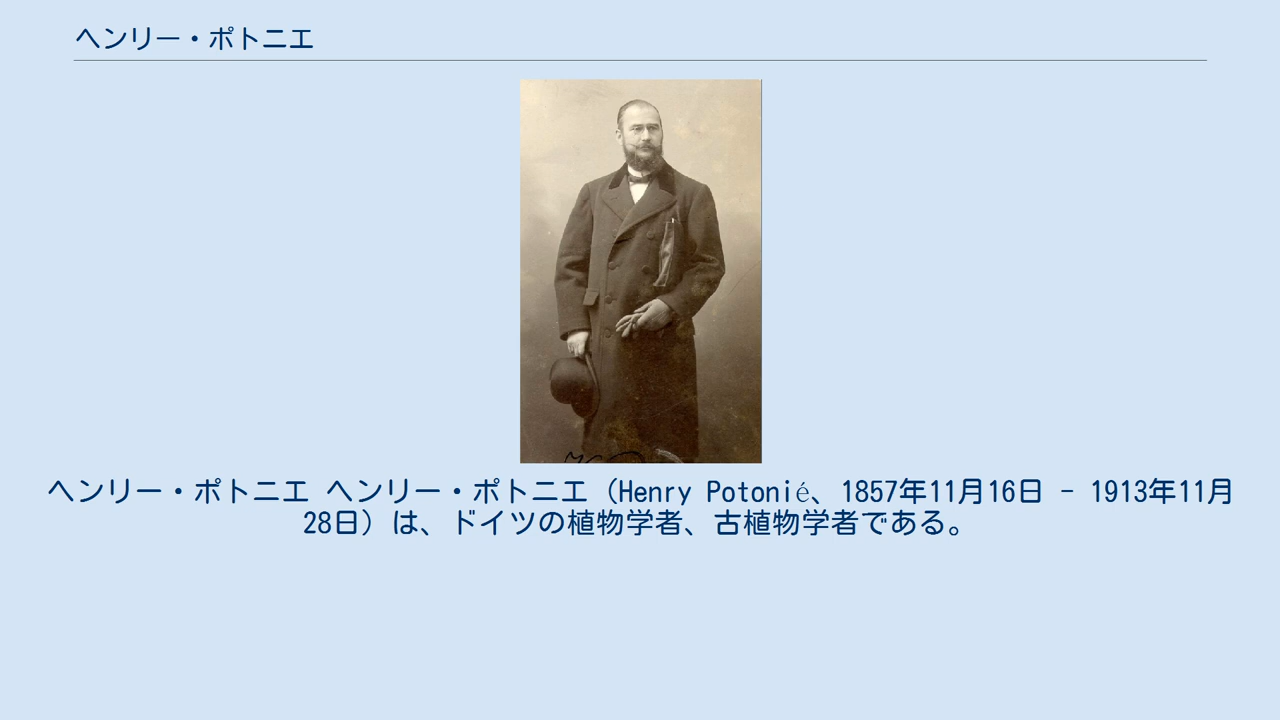 ヘンリー・ポトニエ
ヘンリー・ポトニエ ヘンリー・ポトニエ（Henry Potonié、1857年11月16日 - 1913年11月
28日）は、ドイツの植物学者、古植物学者である。